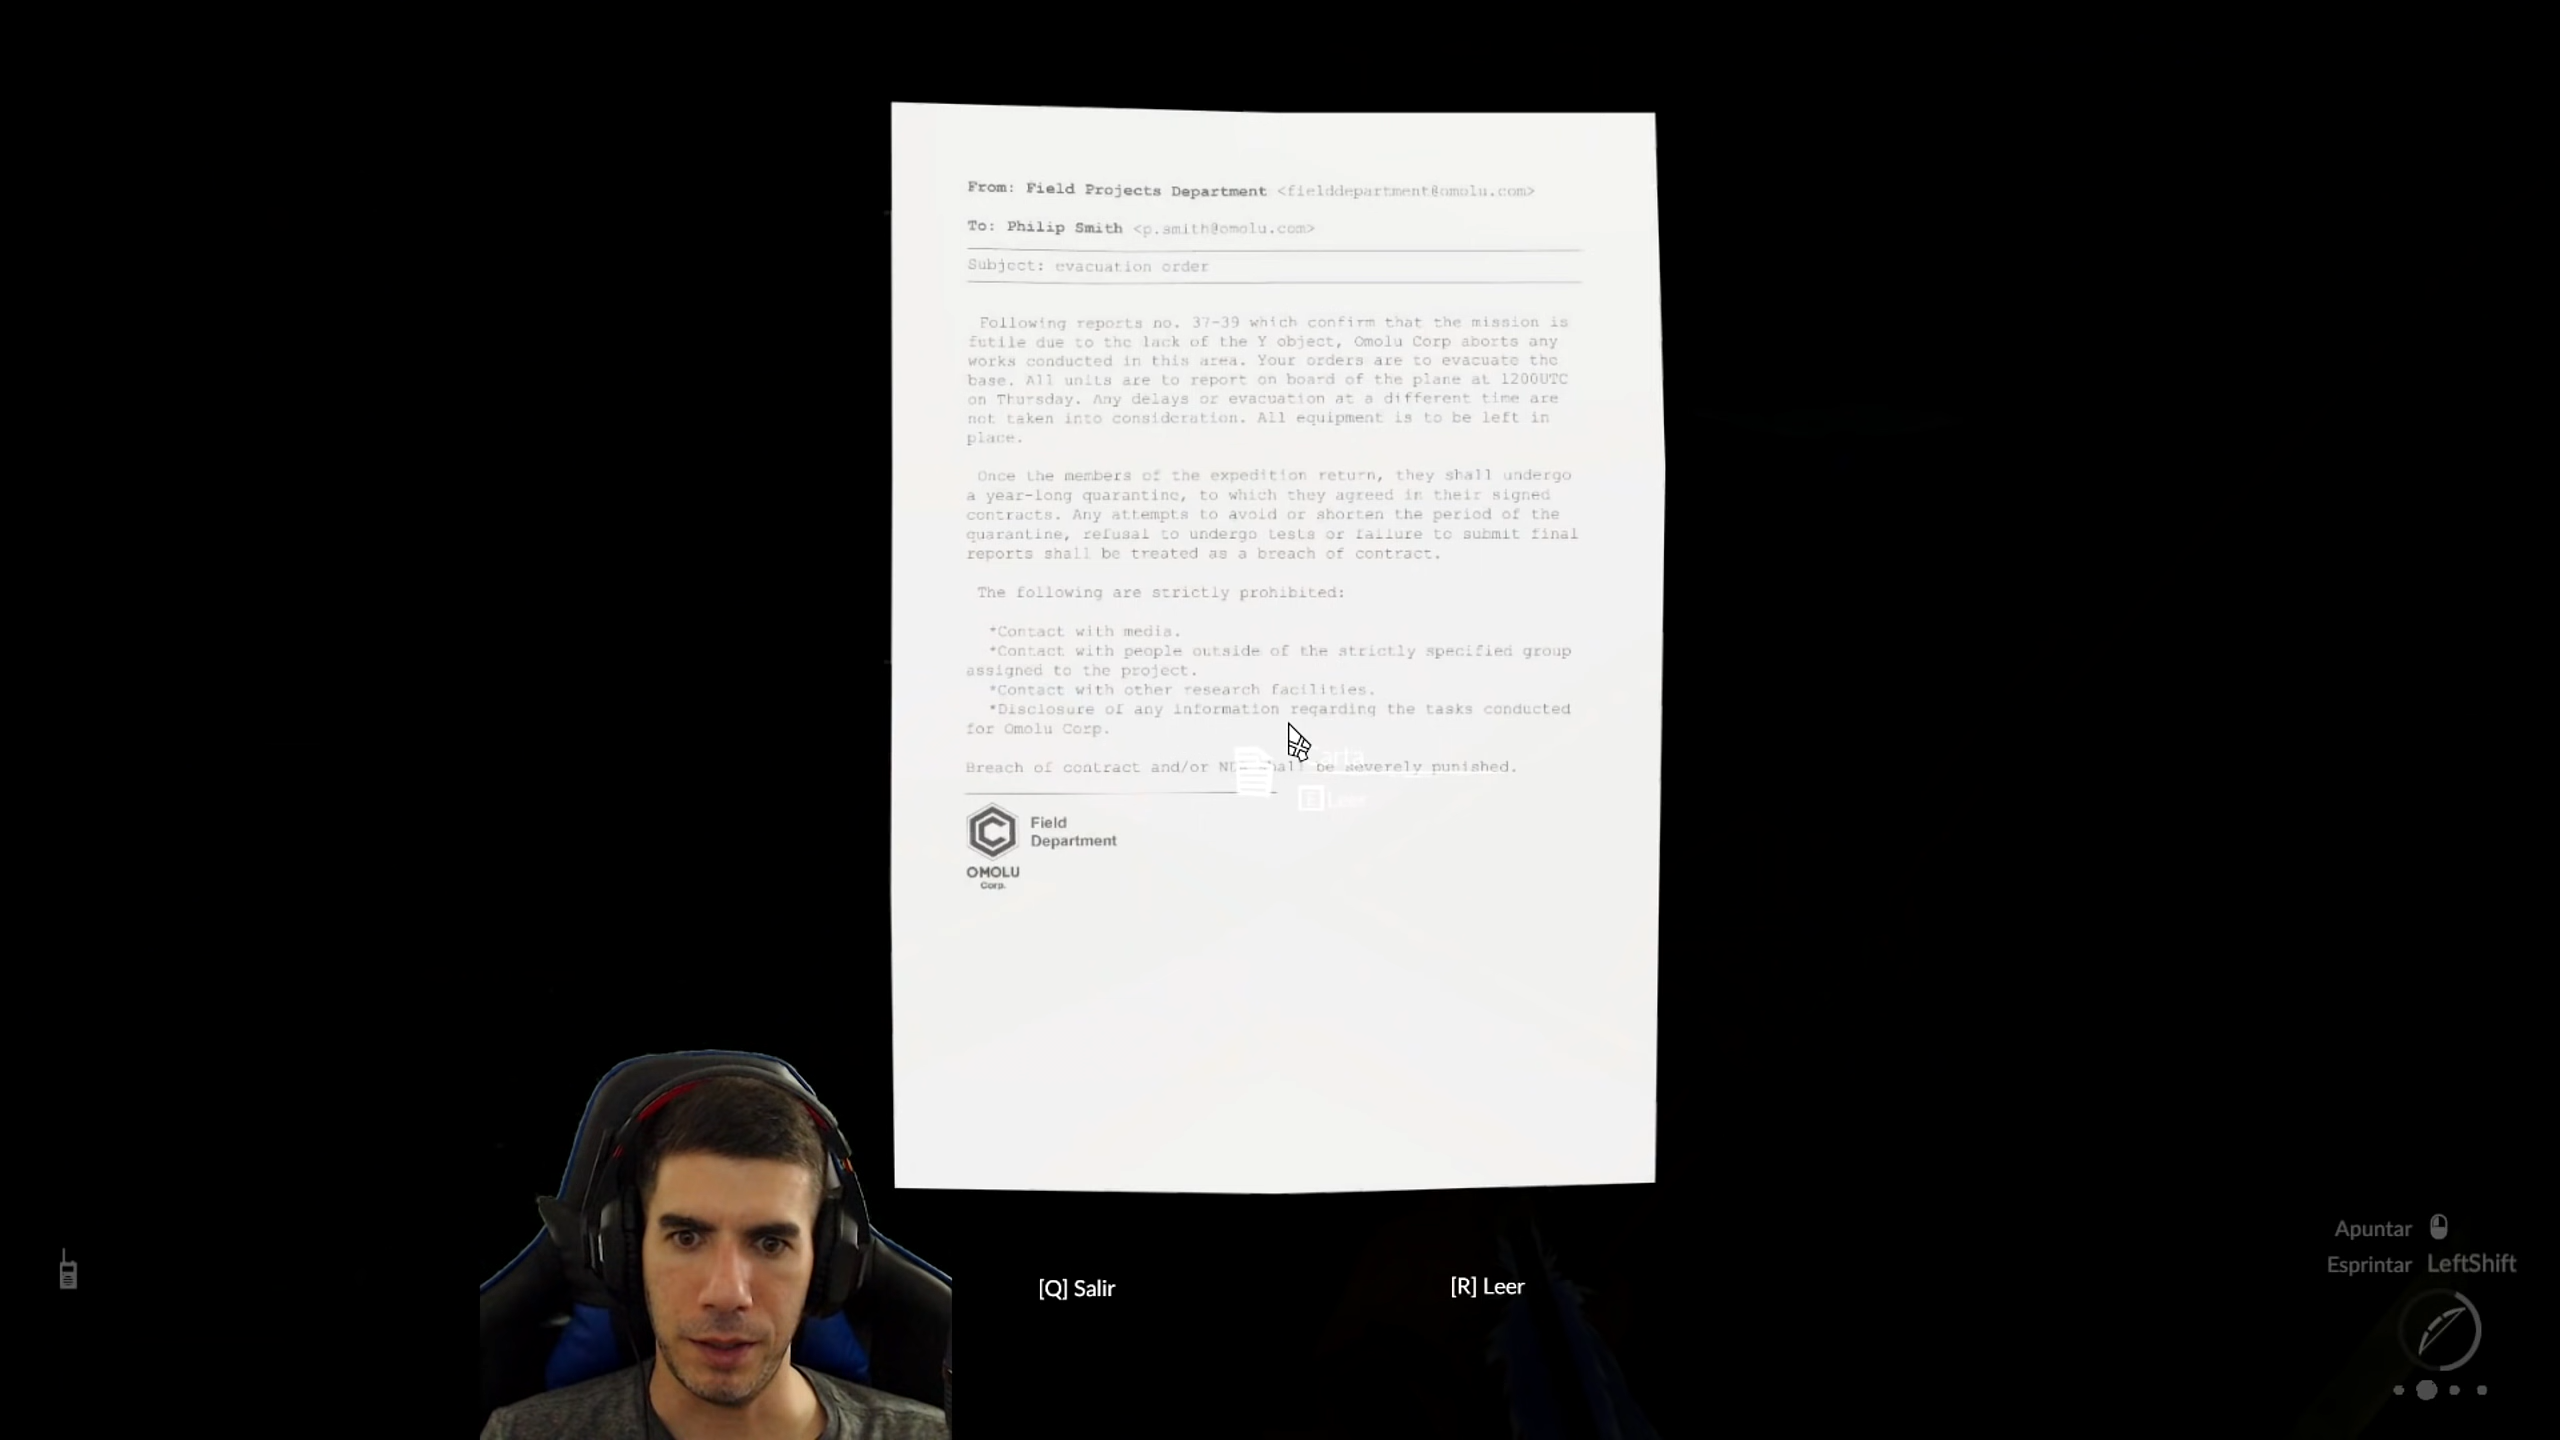 From: Field Projects Department <fielddepartment@omolu.com>
To: Philip Smith <p.smith@omolu.com>
Subject: evacuation order
Following reports no. 37-39 which confirm that the mission is
futile due to the lack of the Y object, Omolu Corp aborts any
works conducted in this area. Your orders are to evacuate the
base. All units are to report on board of the plane at 1200UTC
on Thursday. Any delays or evacuation at a different time are
not taken into consideration. All equipment is to be left in
place.
Once the members of the expedition return, they shall undergo
a year-long quarantine, to which they agreed in their signed
contracts. Any attempts to avoid or shorten the period of the
quarantine, refusal to undergo tests or failure to submit final
reports shall be treated as a breach of contract.
The following are strictly prohibited:
*Contact with media.
*Contact with people outside of the strictly specified group
assigned to the project.
*Contact with other research facilities.
*Disclosure of any information regarding the tasks conducted
for Omolu Corp.
Breach of contract and/or shall be severely punished.
Field
Department
OMOLU
Corp.
[E] Leer
[Q] Salir
[R] Leer
Apuntar
Esprintar LeftShift